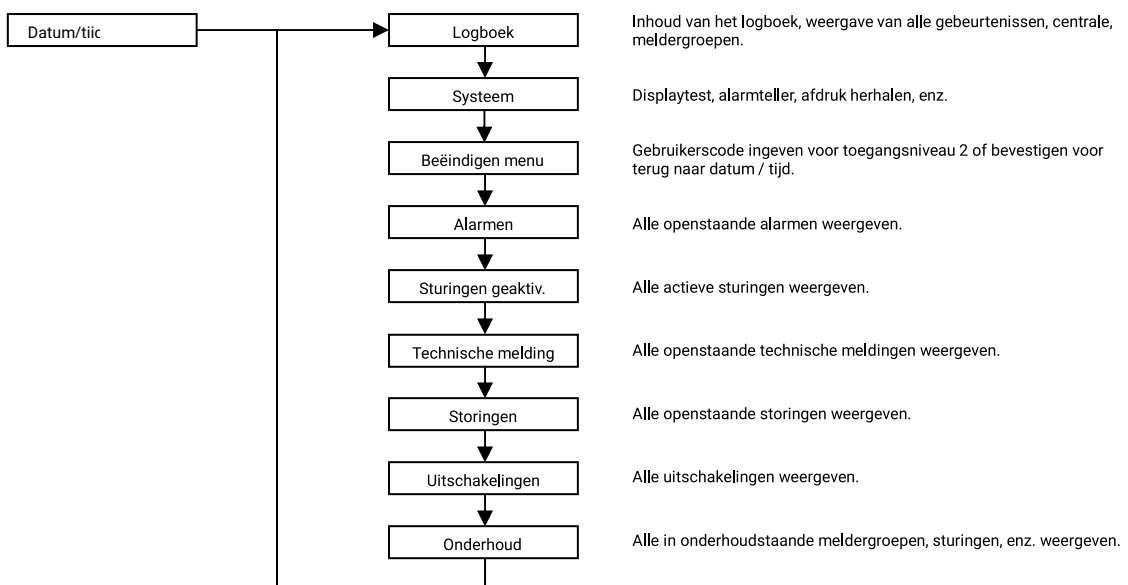 Datum/tijd
Logboek
Inhoud van het logboek, weergave van alle gebeurtenissen, centrale,
meldergroepen.
Systeem
Displaytest, alarmteller, afdruk herhalen, enz.
Beëindigen menu
Gebruikerscode ingeven voor toegangsniveau 2 of bevestigen voor
terug naar datum / tijd.
Alarmen
Alle openstaande alarmen weergeven.
Sturingen geaktiv.
Alle actieve sturingen weergeven.
Technische melding
Alle openstaande technische meldingen weergeven.
Storingen
Alle openstaande storingen weergeven.
Uitschakelingen
Alle uitschakelingen weergeven.
Onderhoud
Alle in onderhoudstaande meldergroepen, sturingen, enz. weergeven.